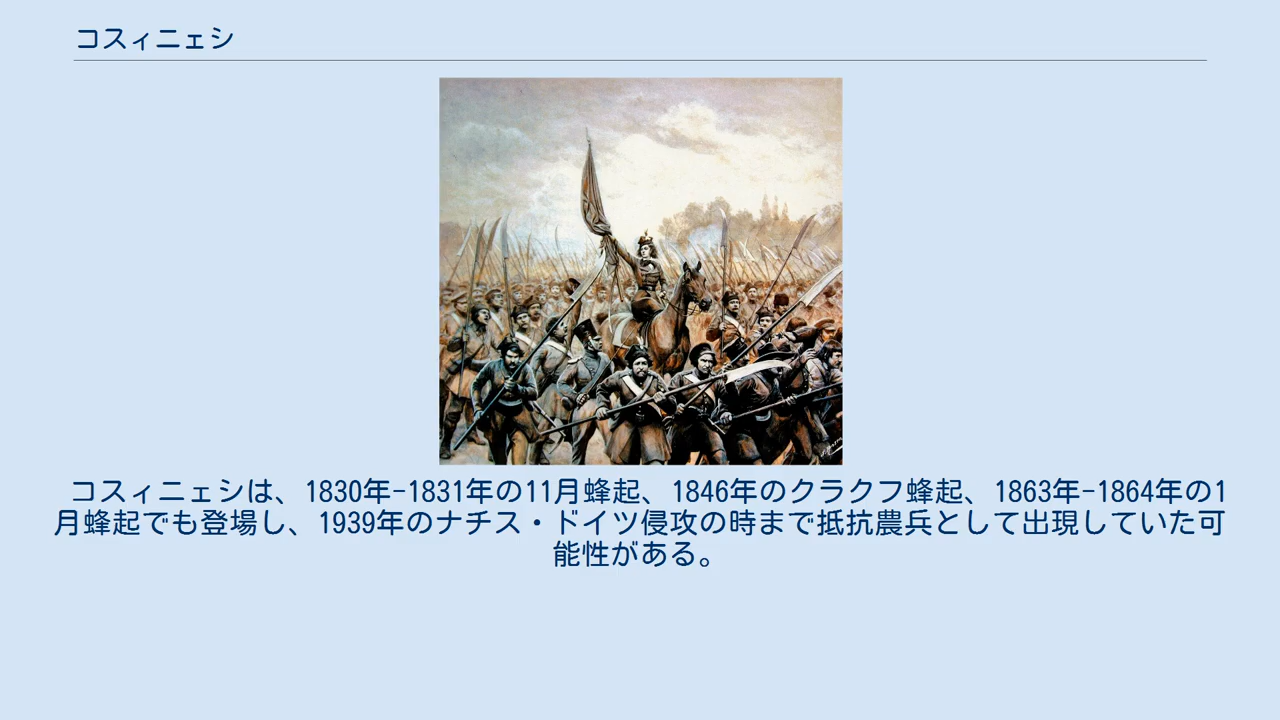 コスィニェシ
コスィニェシは、1830年-1831年の11月蜂起、1846年のクラクフ蜂起、1863年-1864年の1
月蜂起でも登場し、1939年のナチス・ドイツ侵攻の時まで抵抗農兵として出現していた可
能性がある。